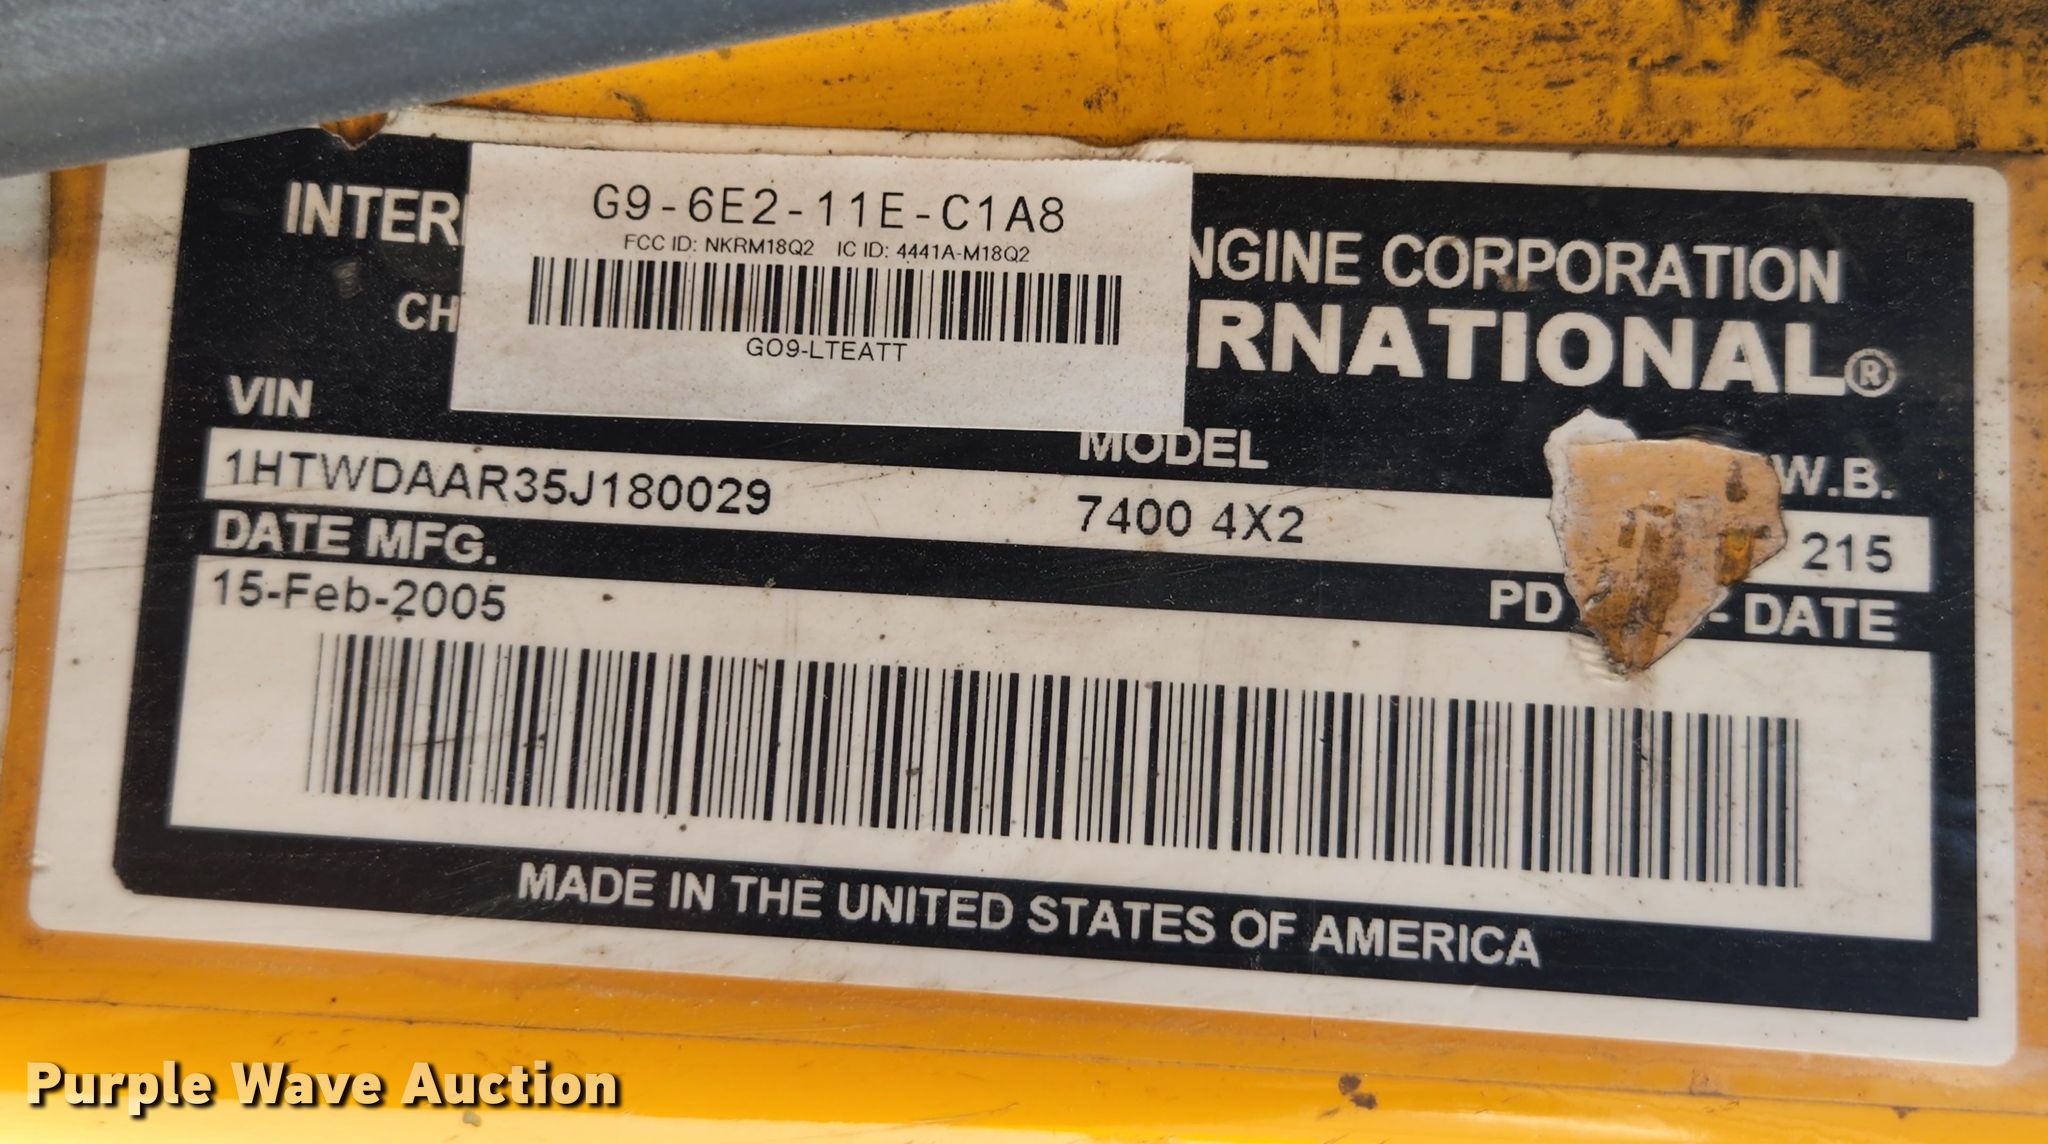 INTER
NGINE CORPORATION
G9-6E2-11E-C1A8
FCC ID: NKRM18Q2 IC ID: 4441A-M18Q2
GO9-LTEATT
CH
RNATIONAL®
VIN MODEL W.B.
1HTWDAAR35J180029 7400 4X2 215
DATE MFG. PD - DATE
15-Feb-2005
MADE IN THE UNITED STATES OF AMERICA
Purple Wave Auction